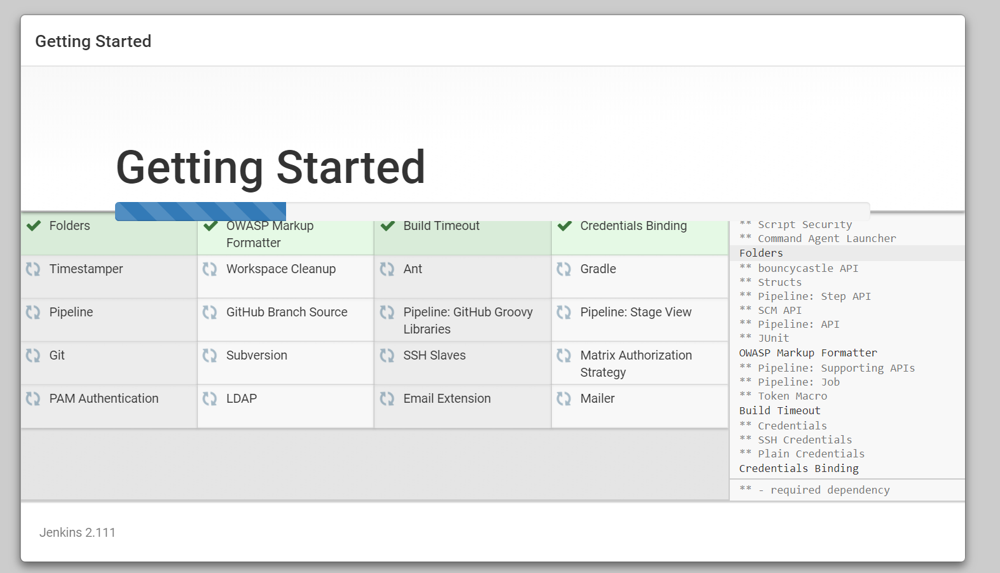 Getting Started
Getting Started
Folders
OWASP Markup
Formatter
Build Timeout
Credentials Binding
Timestamper
Workspace Cleanup
Ant
Gradle
Pipeline
GitHub Branch Source
Pipeline: GitHub Groovy
Libraries
Pipeline: Stage View
Git
Subversion
SSH Slaves
Matrix Authorization
Strategy
PAM Authentication
LDAP
Email Extension
Mailer
** Script Security
** Command Agent Launcher
Folders
** bouncycastle API
** Structs
** Pipeline: Step API
** SCM API
** Pipeline: API
** JUnit
OWASP Markup Formatter
** Pipeline: Supporting APIs
** Pipeline: Job
** Token Macro
Build Timeout
** Credentials
** SSH Credentials
** Plain Credentials
Credentials Binding
** - required dependency
Jenkins 2.111